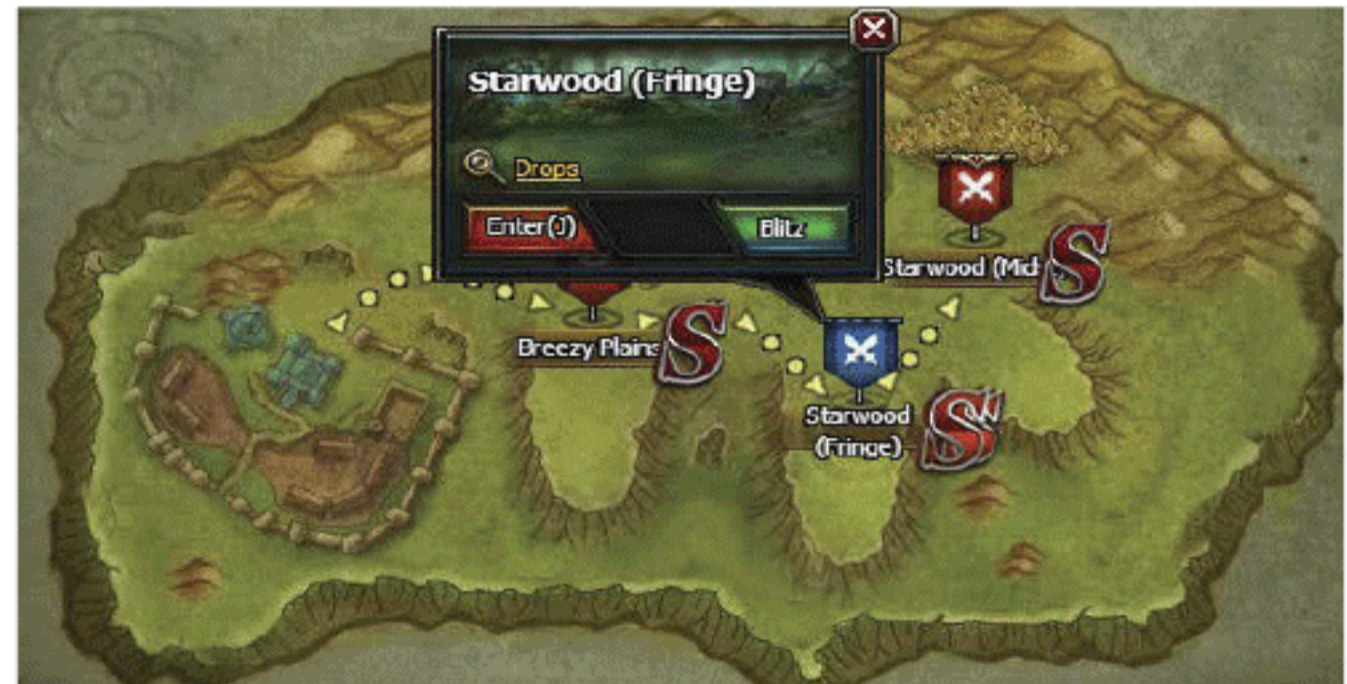 Starwood (Fringe)
Drops
Enter(J)
Blitz
Starwood (Mid
S
Breezy Plains
S
Starwood
(Fringe)
S